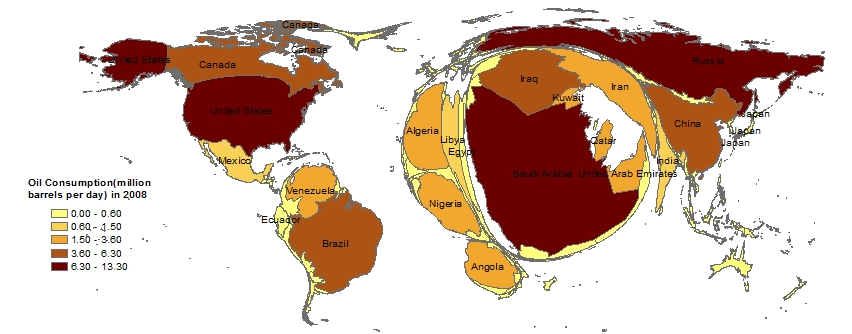 Canada
Canada
United States
Canada
Russia
Iraq
Iran
Kuwait
United States
Japan
China
Algeria
Libya
Qatar
Japan
Japan
Egypt
Mexico
India
Saudi Arabia
United Arab Emirates
Oil Consumption(million
barrels per day) in 2008
Venezuela
Nigeria
0.00 - 0.60
Ecuador
0.60 - 1.50
1.50 - 3.60
Brazil
3.60 - 6.30
Angola
6.30 - 13.30